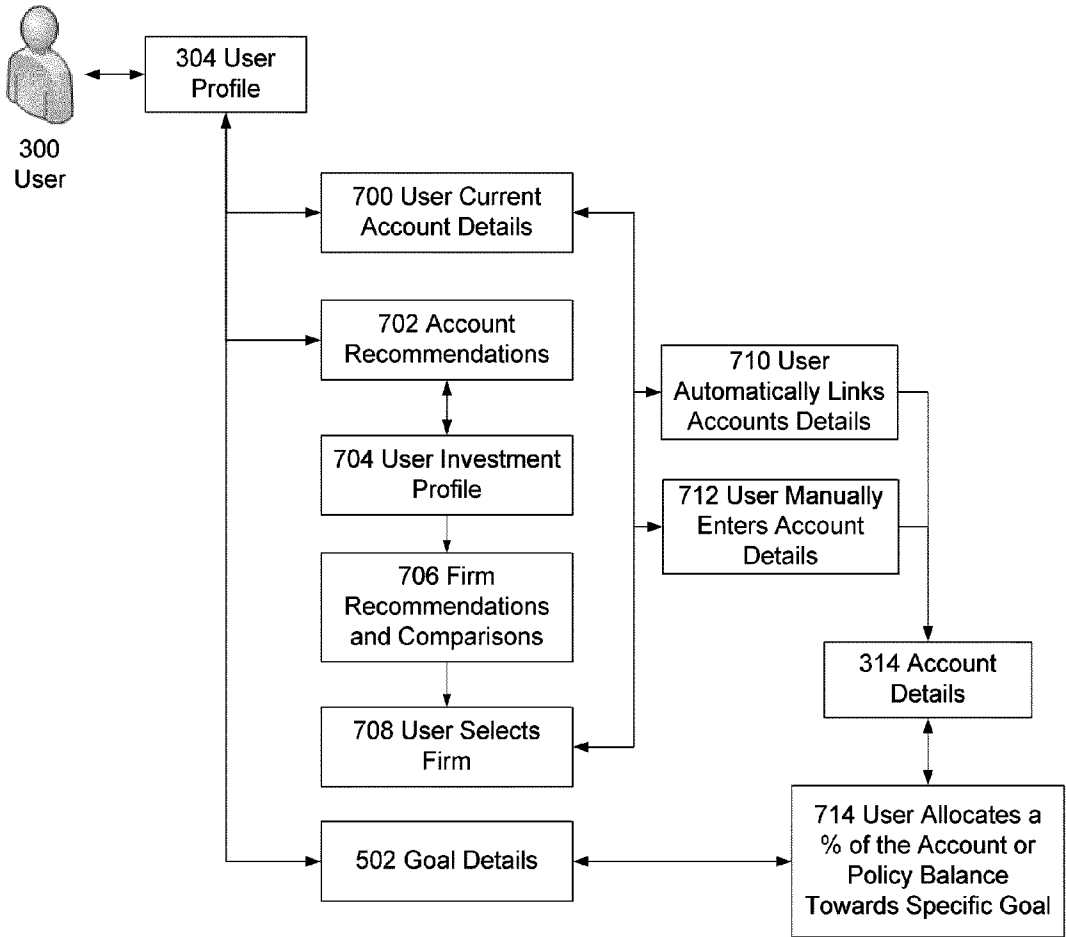 304 User
Profile
300
User
700 User Current
Account Details
702 Account
Recommendations
710 User
Automatically Links
Accounts Details
704 User Investment
Profile
712 User Manually
Enters Account
Details
706 Firm
Recommendations
and Comparisons
314 Account
Details
708 User Selects
Firm
714 User Allocates a
% of the Account or
Policy Balance
Towards Specific Goal
502 Goal Details